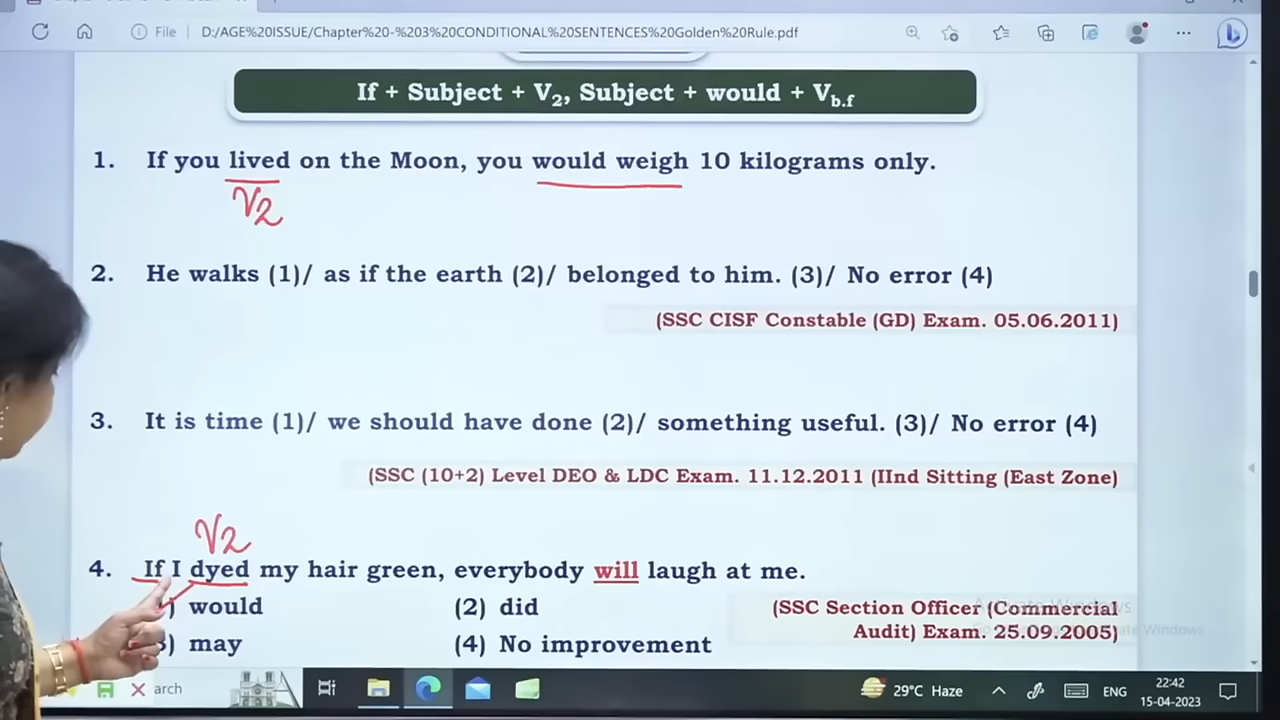 File D:/AGE%20ISSUE/Chapter%20-%203%20CONDITIONAL%20SENTENCES%20Golden%20Rule.pdf
If + Subject + V2, Subject + would + Vb.f
1. If you lived on the Moon, you would weigh 10 kilograms only.
V2
2. He walks (1)/ as if the earth (2)/ belonged to him. (3)/ No error (4)
(SSC CISF Constable (GD) Exam. 05.06.2011)
3. It is time (1)/ we should have done (2)/ something useful. (3)/ No error (4)
(SSC (10+2) Level DEO & LDC Exam. 11.12.2011 (IInd Sitting (East Zone)
V2
4. If I dyed my hair green, everybody will laugh at me.
) would (2) did (SSC Section Officer (Commercial
3) may (4) No improvement Audit) Exam. 25.09.2005)
Activate Windows
arch 29°C Haze ENG 22:42
15-04-2023